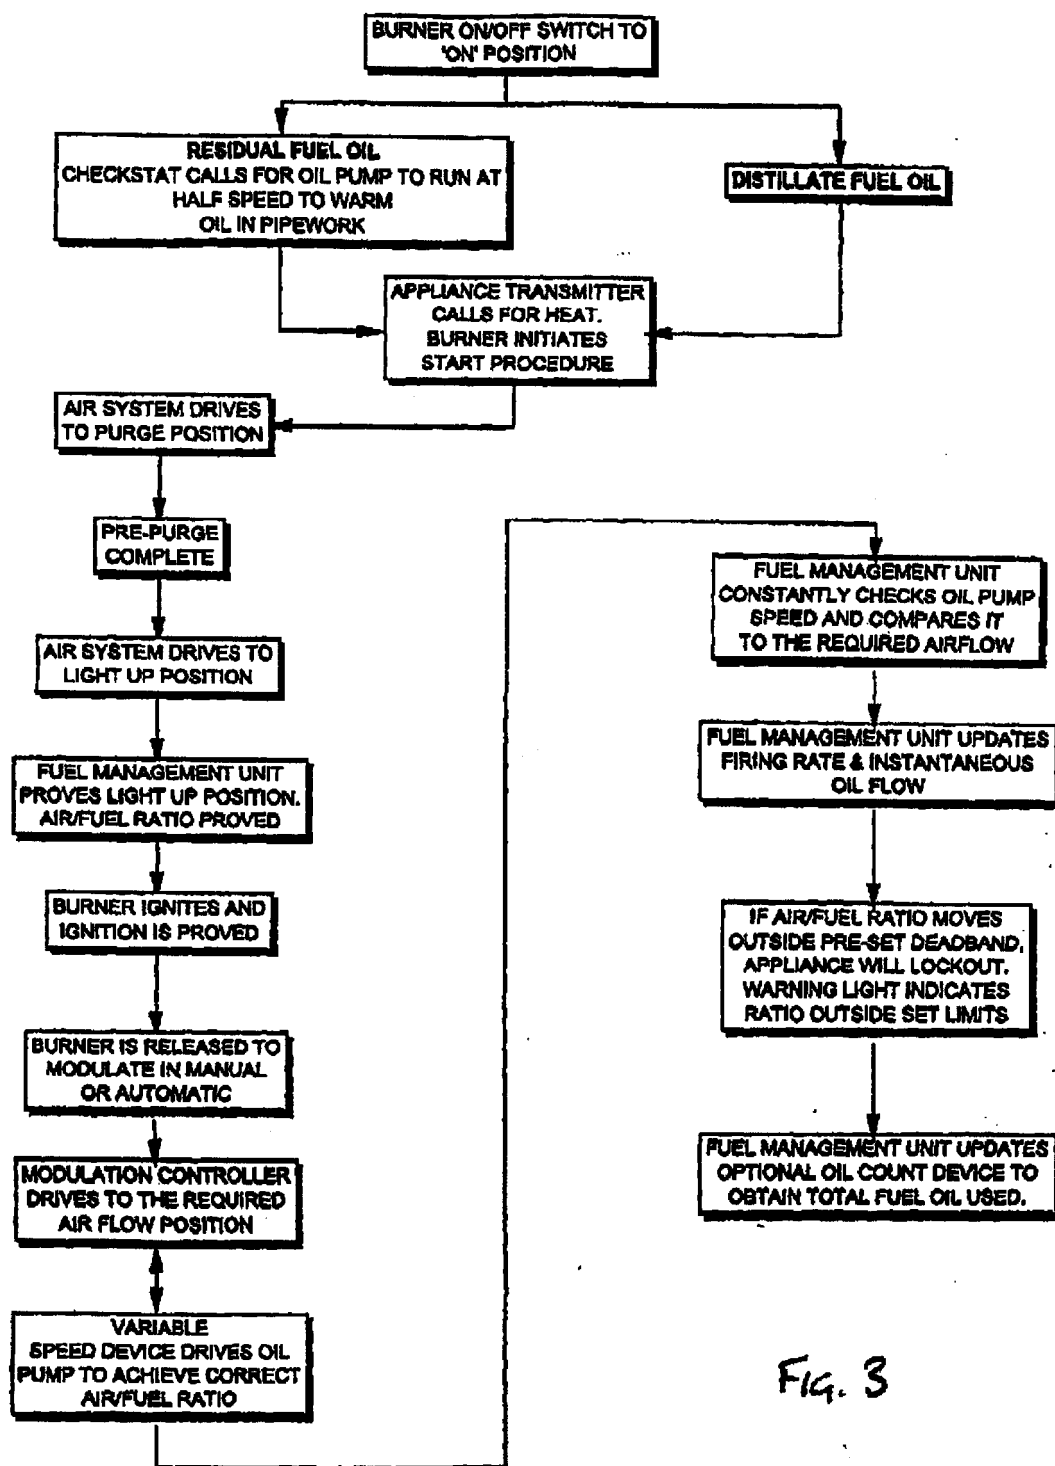 BURNER ON/OFF SWITCH TO
'ON' POSITION
RESIDUAL FUEL OIL
CHECKSTAT CALLS FOR OIL PUMP TO RUN AT
HALF SPEED TO WARM
OIL IN PIPEWORK
DISTILLATE FUEL OIL
APPLIANCE TRANSMITTER
CALLS FOR HEAT.
BURNER INITIATES
START PROCEDURE
AIR SYSTEM DRIVES
TO PURGE POSITION
PRE-PURGE
COMPLETE
AIR SYSTEM DRIVES TO
LIGHT UP POSITION
FUEL MANAGEMENT UNIT
PROVES LIGHT UP POSITION.
AIR/FUEL RATIO PROVED
BURNER IGNITES AND
IGNITION IS PROVED
BURNER IS RELEASED TO
MODULATE IN MANUAL
OR AUTOMATIC
MODULATION CONTROLLER
DRIVES TO THE REQUIRED
AIR FLOW POSITION
VARIABLE
SPEED DEVICE DRIVES OIL
PUMP TO ACHIEVE CORRECT
AIR/FUEL RATIO
FUEL MANAGEMENT UNIT
CONSTANTLY CHECKS OIL PUMP
SPEED AND COMPARES IT
TO THE REQUIRED AIRFLOW
FUEL MANAGEMENT UNIT UPDATES
FIRING RATE & INSTANTANEOUS
OIL FLOW
IF AIR/FUEL RATIO MOVES
OUTSIDE PRE-SET DEADBAND,
APPLIANCE WILL LOCKOUT.
WARNING LIGHT INDICATES
RATIO OUTSIDE SET LIMITS
FUEL MANAGEMENT UNIT UPDATES
OPTIONAL OIL COUNT DEVICE TO
OBTAIN TOTAL FUEL OIL USED.
FIG. 3